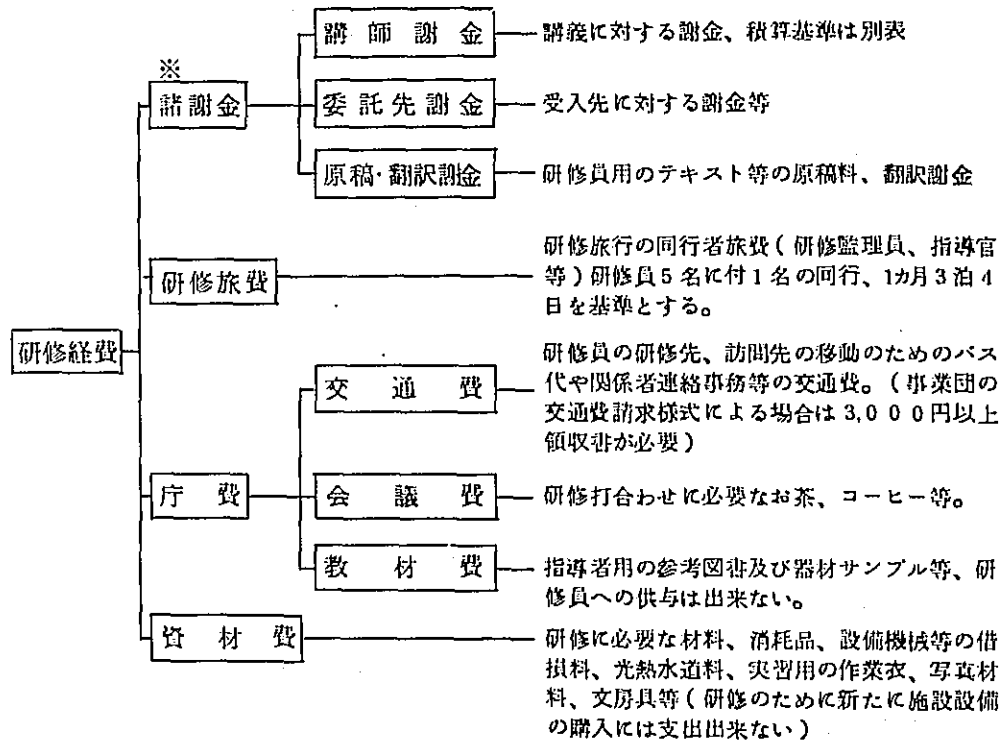 講師謝金
講義に対する謝金、積算基準は別表
※
諸謝金
委託先謝金
受入先に対する謝金等
原稿・翻訳謝金
研修員用のテキスト等の原稿料、翻訳謝金
研修旅費
研修旅行の同行者旅費(研修監理員、指導官
等)研修員5名に付1名の同行、1カ月3泊4
日を基準とする。
研修経費
交通費
研修員の研修先、訪問先の移動のためのバス
代や関係者連絡事務等の交通費。(事業団の
交通費請求様式による場合は3,000円以上
領収書が必要)
庁費
会議費
研修打合わせに必要なお茶、コーヒー等。
教材費
指導者用の参考図書及び器材サンプル等、研
修員への供与は出来ない。
資材費
研修に必要な材料、消耗品、設備機械等の借
損料、光熱水道料、実習用の作業衣、写真材
料、文房具等(研修のために新たに施設設備
の購入には支出出来ない)